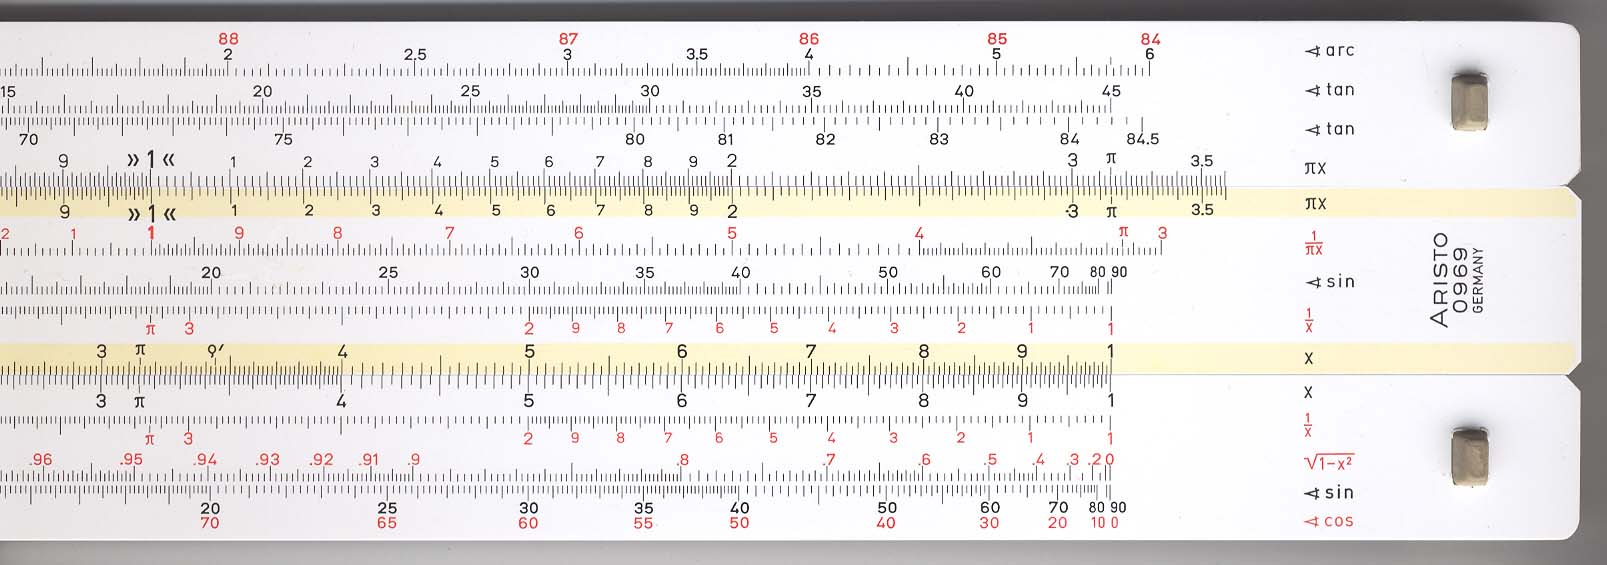 88 87 86 85 84
2 2.5 3 3.5 4 5 6 ∢ arc
15 20 25 30 35 40 45 ∢ tan
70 75 80 81 82 83 84 84.5 ∢ tan
9 » 1 « 1 2 3 4 5 6 7 8 9 2 3 π 3.5 πx
9 » 1 « 1 2 3 4 5 6 7 8 9 2 3 π 3.5 πx
2 1 1 9 8 7 6 5 4 π 3 1/πx
20 25 30 35 40 50 60 70 80 90 ∢ sin
π 3 2 9 8 7 6 5 4 3 2 1 1 1/x
3 π ϙ′ 4 5 6 7 8 9 1 x
3 π 4 5 6 7 8 9 1 x
π 3 2 9 8 7 6 5 4 3 2 1 1 1/x
.96 .95 .94 .93 .92 .91 .9 .8 .7 .6 .5 .4 .3 .2 0 √1-x²
20 25 30 35 40 50 60 70 80 90 ∢ sin
70 65 60 55 50 40 30 20 10 0 ∢ cos
ARISTO
0969
GERMANY